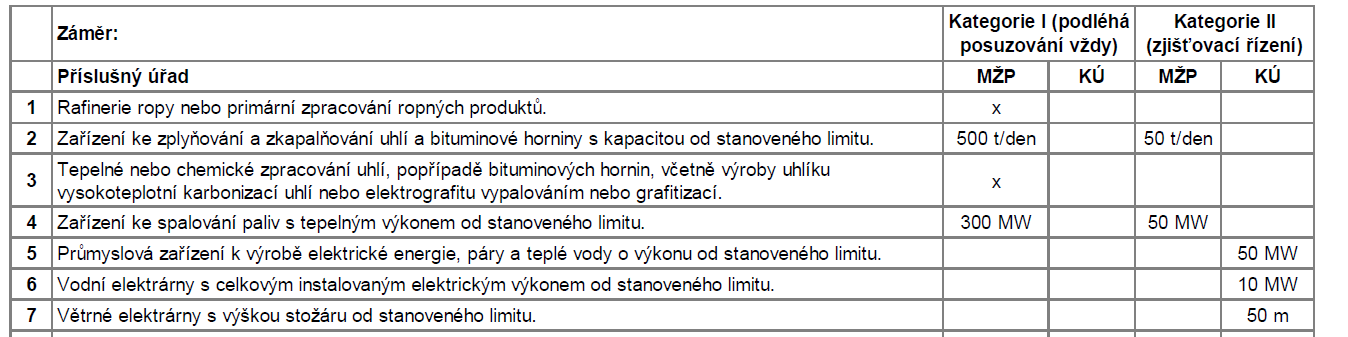 Záměr:
Kategorie I (podléhá posuzování vždy)
Kategorie II (zjišťovací řízení)
Příslušný úřad MŽP KÚ MŽP KÚ
1 Rafinerie ropy nebo primární zpracování ropných produktů. x
2 Zařízení ke zplyňování a zkapalňování uhlí a bituminové horniny s kapacitou od stanoveného limitu. 500 t/den 50 t/den
3 Tepelné nebo chemické zpracování uhlí, popřípadě bituminových hornin, včetně výroby uhlíku
vysokoteplotní karbonizací uhlí nebo elektrografitu vypalováním nebo grafitizací. x
4 Zařízení ke spalování paliv s tepelným výkonem od stanoveného limitu. 300 MW 50 MW
5 Průmyslová zařízení k výrobě elektrické energie, páry a teplé vody o výkonu od stanoveného limitu. 50 MW
6 Vodní elektrárny s celkovým instalovaným elektrickým výkonem od stanoveného limitu. 10 MW
7 Větrné elektrárny s výškou stožáru od stanoveného limitu. 50 m